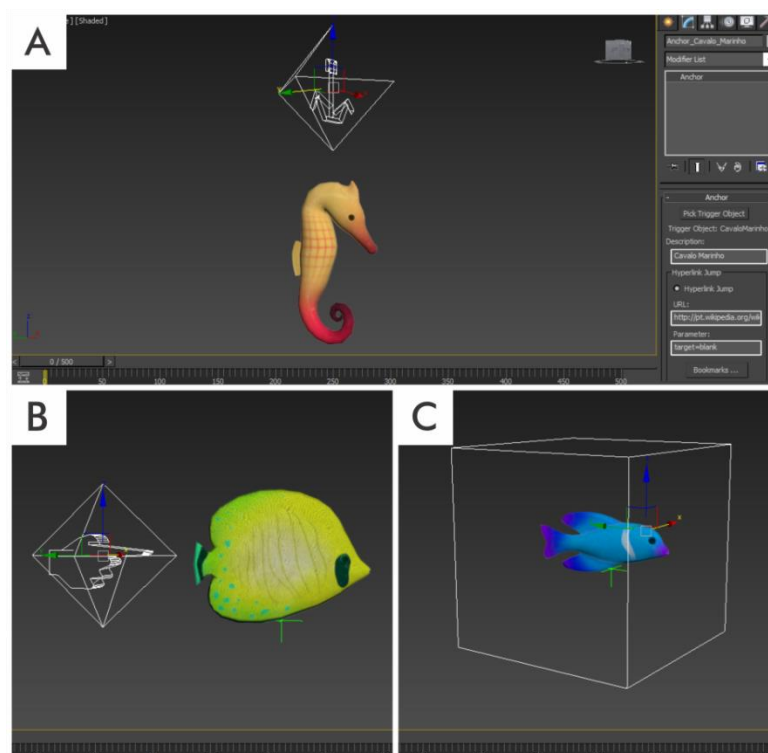 A
[Shaded]
Anchor_Cavalo_Marinho
Modifier List
Anchor
Anchor
Pick Trigger Object
Trigger Object: CavaloMarinho
Description:
Cavalo Marinho
Hyperlink Jump
Hyperlink Jump
URL:
http://pt.wikipedia.org/wik
Parameter:
target=blank
Bookmarks ...
0 / 500
50
100
150
200
250
300
350
400
450
500
B
C